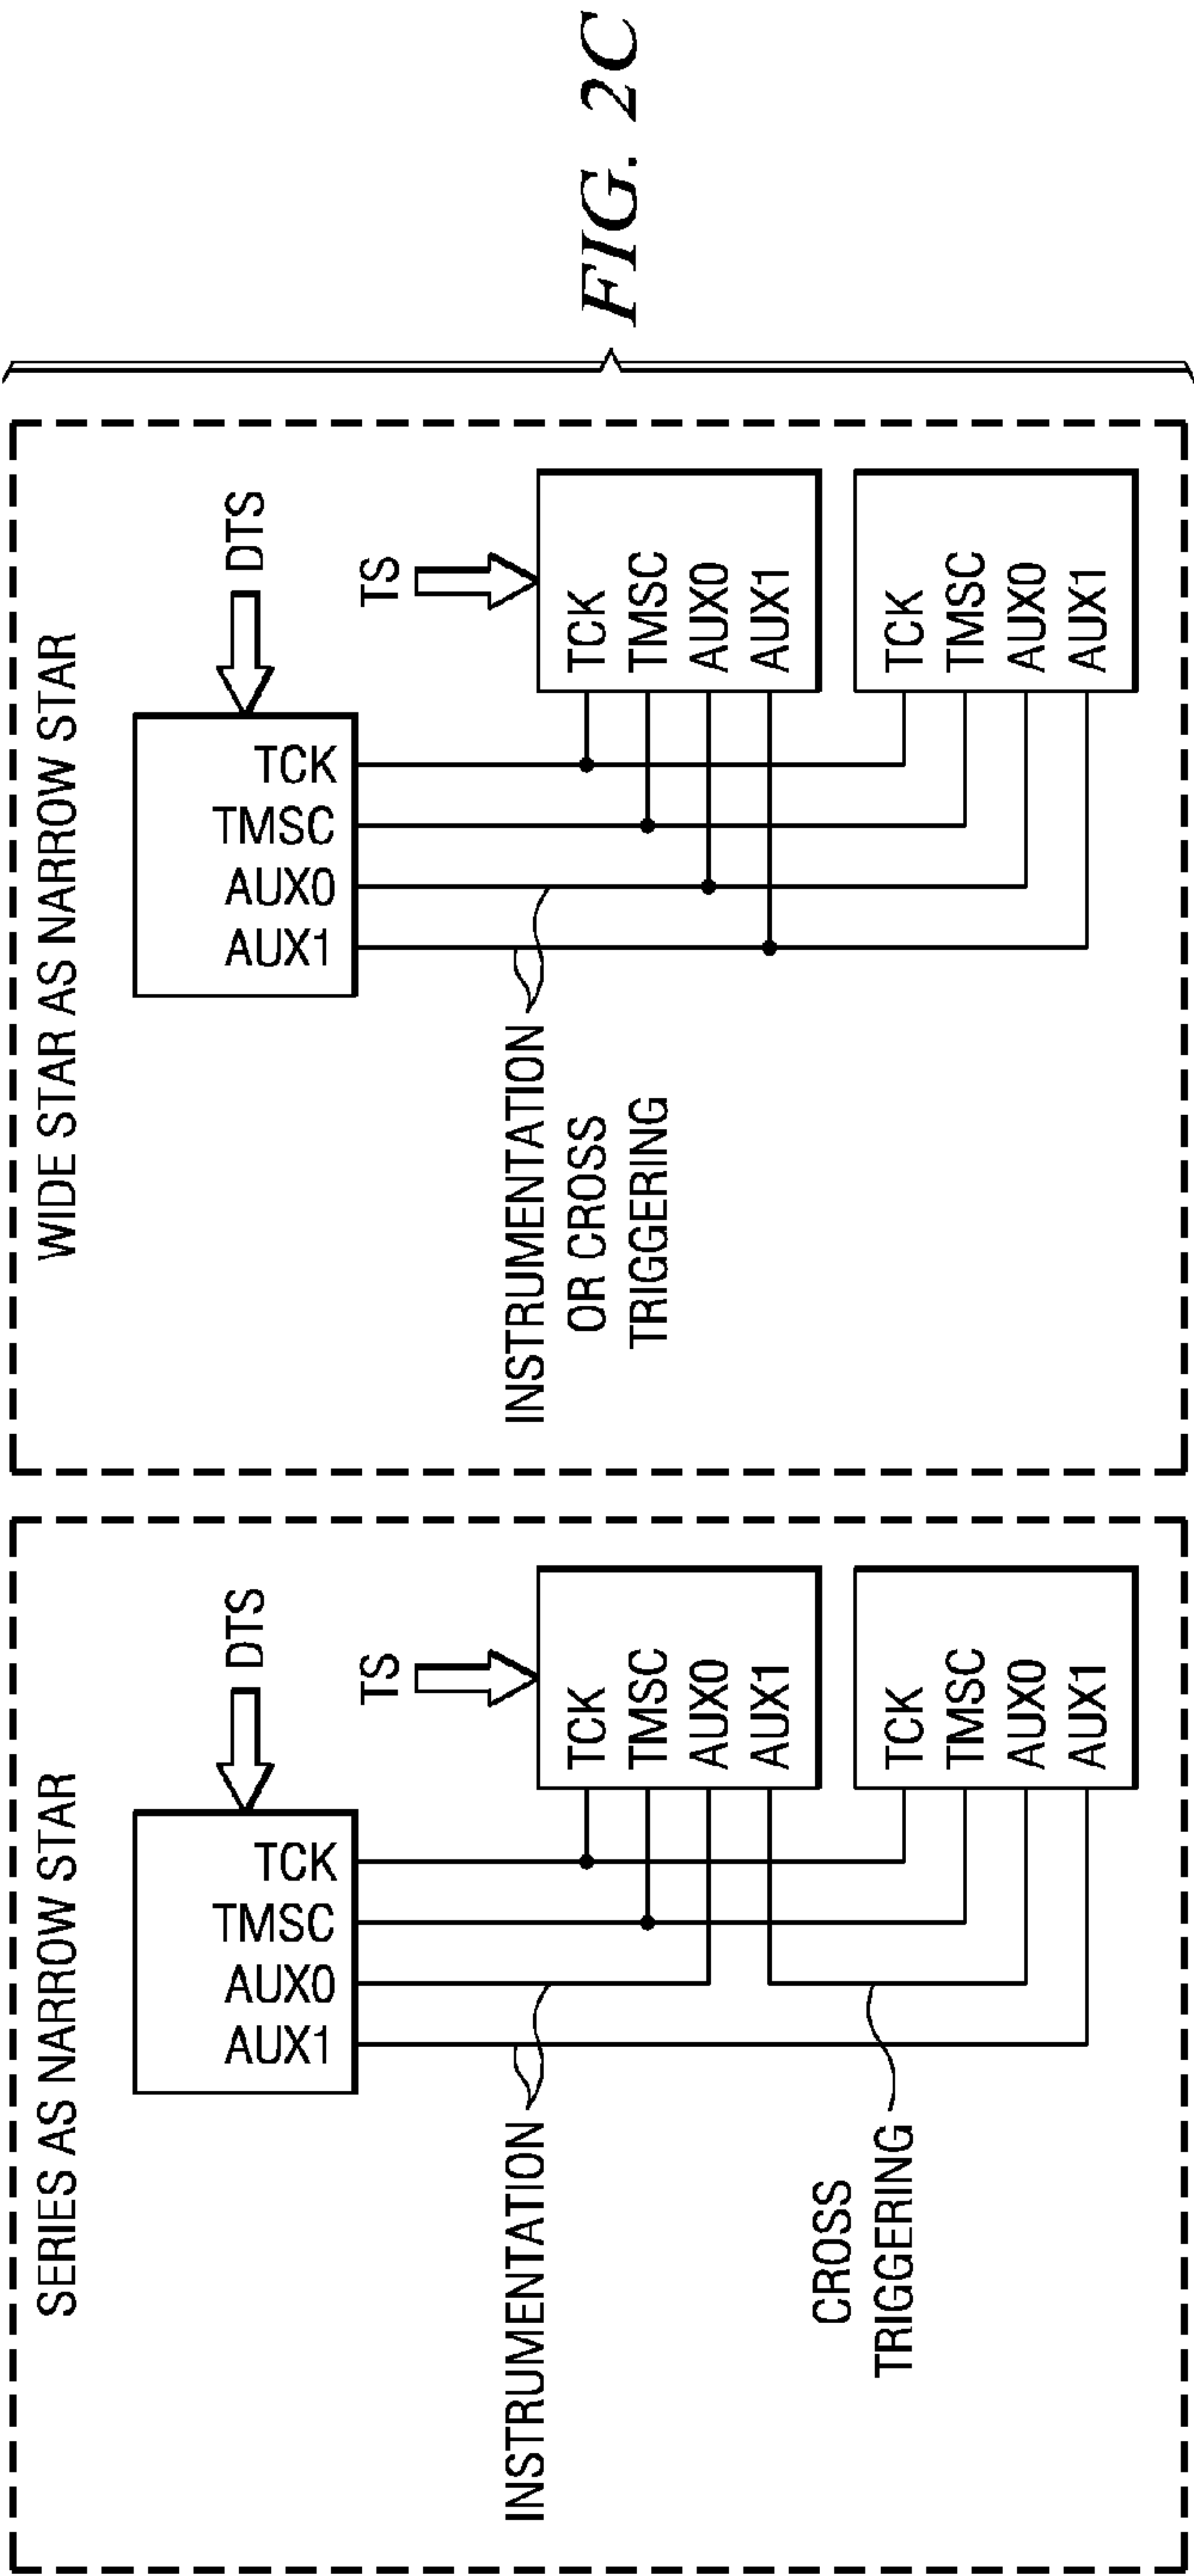 SERIES AS NARROW STAR
DTS
TCK
TMSC
AUX0
AUX1
TS
INSTRUMENTATION
TCK
TMSC
AUX0
AUX1
CROSS
TRIGGERING
TCK
TMSC
AUX0
AUX1
WIDE STAR AS NARROW STAR
DTS
TCK
TMSC
AUX0
AUX1
TS
INSTRUMENTATION
OR CROSS
TRIGGERING
TCK
TMSC
AUX0
AUX1
TCK
TMSC
AUX0
AUX1
FIG. 2C